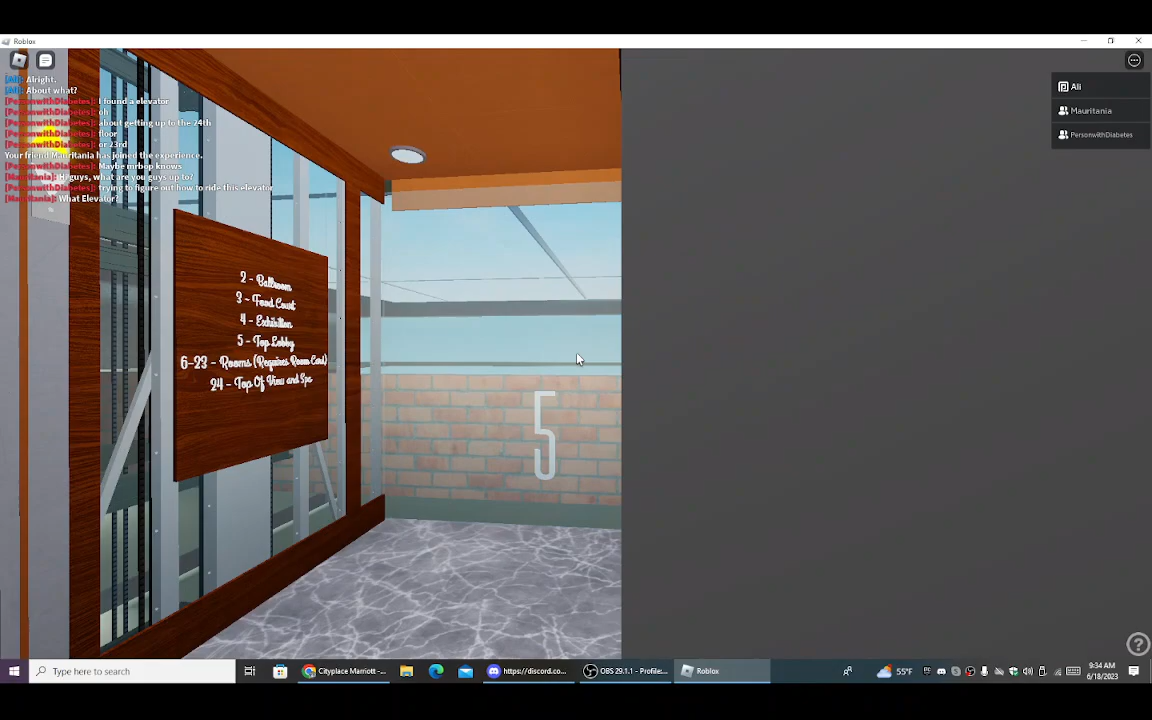 Roblox
[Ali]: Alright.
[Ali]: About what?
[PersonwithDiabetes]: I found a elevator
[PersonwithDiabetes]: oh
[PersonwithDiabetes]: about getting up to the 24th
[PersonwithDiabetes]: floor
[PersonwithDiabetes]: or 23rd
Your friend Mauritania has joined the experience.
[PersonwithDiabetes]: Maybe mrbop knows
[Mauritania]: Hi guys, what are you guys up to?
[PersonwithDiabetes]: trying to figure out how to ride this elevator
[Mauritania]: What Elevator?
Ali
Mauritania
PersonwithDiabetes
2 - Ballroom
3 - Food Court
4 - Exhibition
5 - Top Lobby
6-23 - Rooms (Requires Room Card)
24 - Top Of View and Spa
5
Type here to search
Cityplace Marriott -...
https://discord.co...
OBS 29.1.1 - Profile:...
Roblox
55°F
9:34 AM
6/18/2023